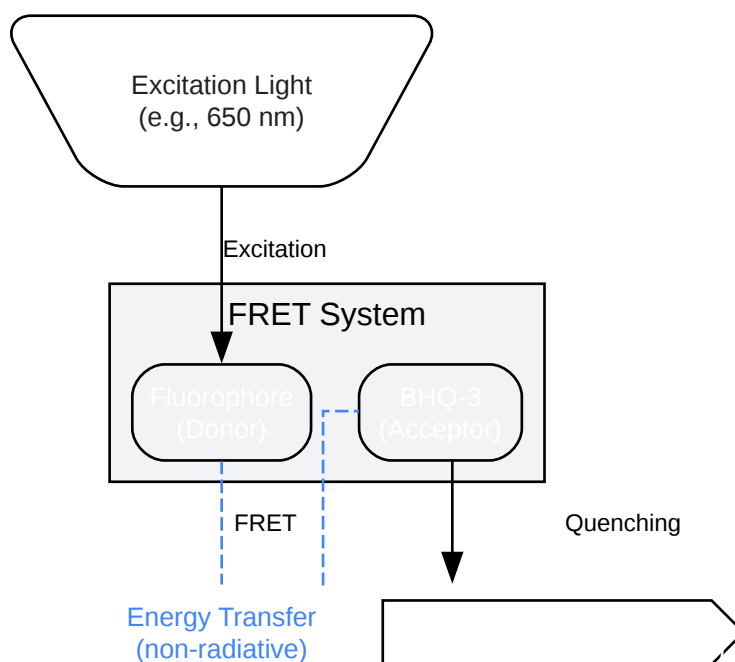 Excitation Light
(e.g., 650 nm)
Excitation
FRET System
Fluorophore
(Donor)
BHQ-3
(Acceptor)
FRET
Quenching
Energy Transfer
(non-radiative)